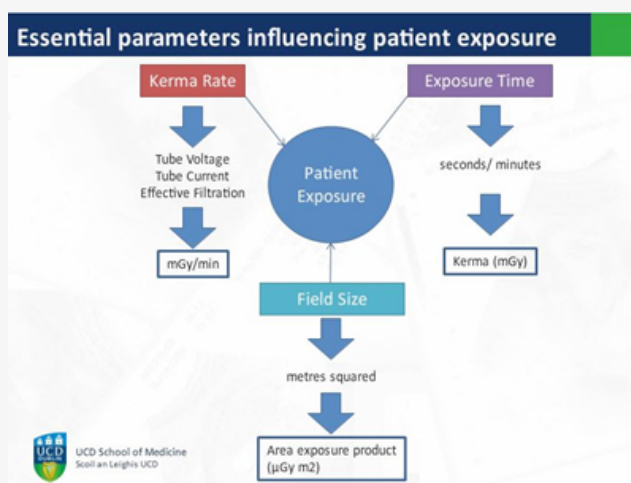 Essential parameters influencing patient exposure
Kerma Rate
Exposure Time
Tube Voltage
Tube Current
Effective Filtration
Patient
Exposure
seconds/ minutes
mGy/min
Kerma (mGy)
Field Size
metres squared
Area exposure product
(μGy m2)
UCD
DUBLIN
UCD School of Medicine
Scoil an Leighis UCD